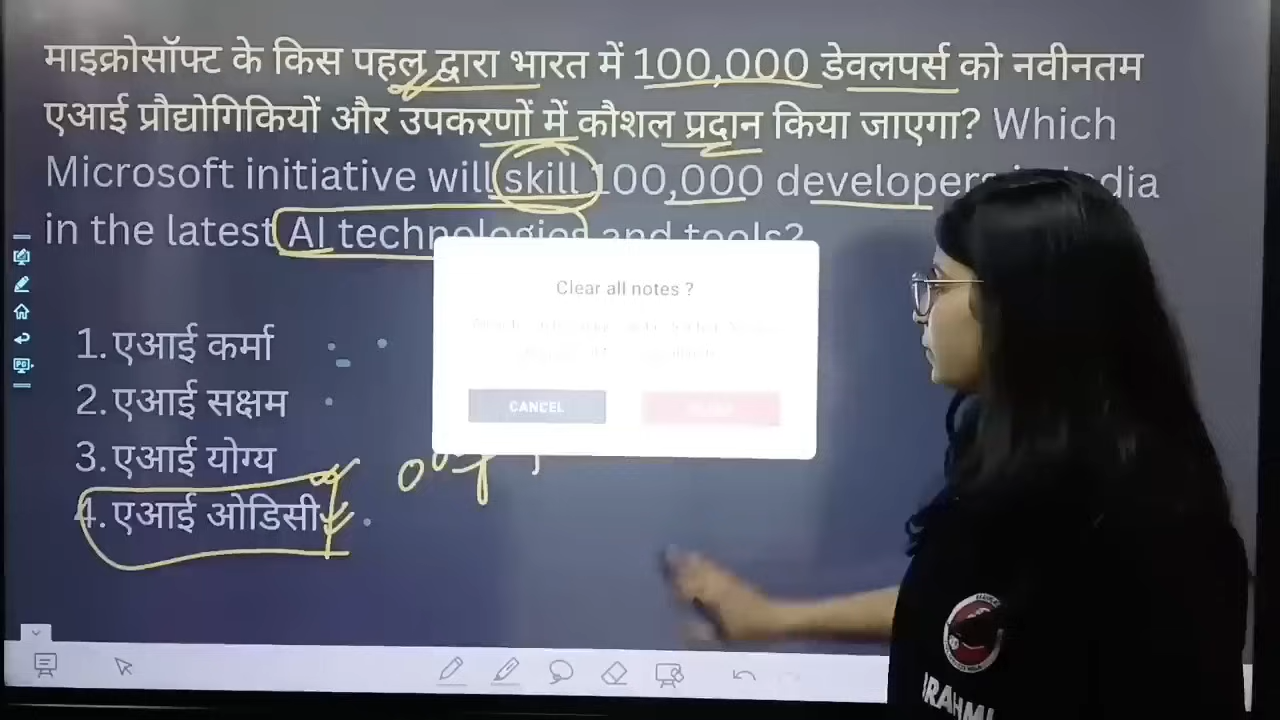 माइक्रोसॉफ्ट के किस पहल द्वारा भारत में 100,000 डेवलपर्स को नवीनतम
एआई प्रौद्योगिकियों और उपकरणों में कौशल प्रदान किया जाएगा? Which
Microsoft initiative will skill 100,000 developers in India
in the latest AI technologies and tools?
Clear all notes ?
CANCEL
1. एआई कर्मा
2. एआई सक्षम
3. एआई योग्य
4. एआई ओडिसी